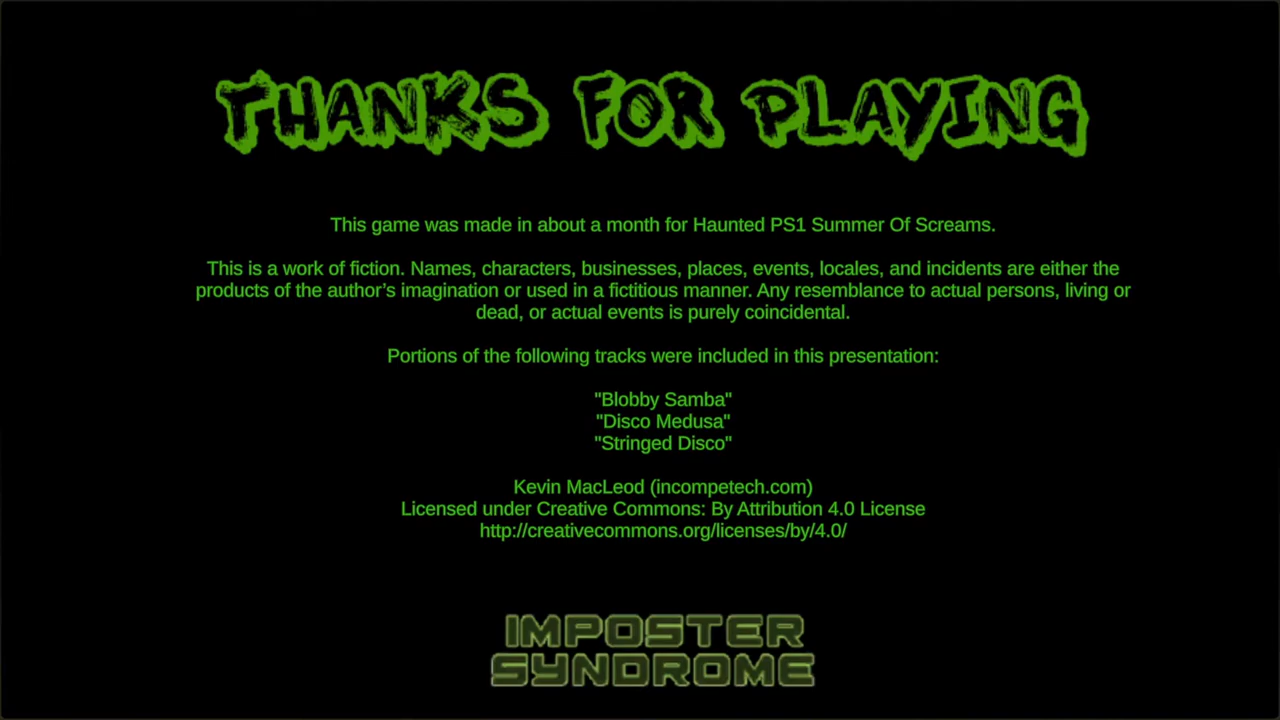 THANKS FOR PLAYING
This game was made in about a month for Haunted PS1 Summer Of Screams.
This is a work of fiction. Names, characters, businesses, places, events, locales, and incidents are either the
products of the author’s imagination or used in a fictitious manner. Any resemblance to actual persons, living or
dead, or actual events is purely coincidental.
Portions of the following tracks were included in this presentation:
"Blobby Samba"
"Disco Medusa"
"Stringed Disco"
Kevin MacLeod (incompetech.com)
Licensed under Creative Commons: By Attribution 4.0 License
http://creativecommons.org/licenses/by/4.0/
IMPOSTER
SYNDROME